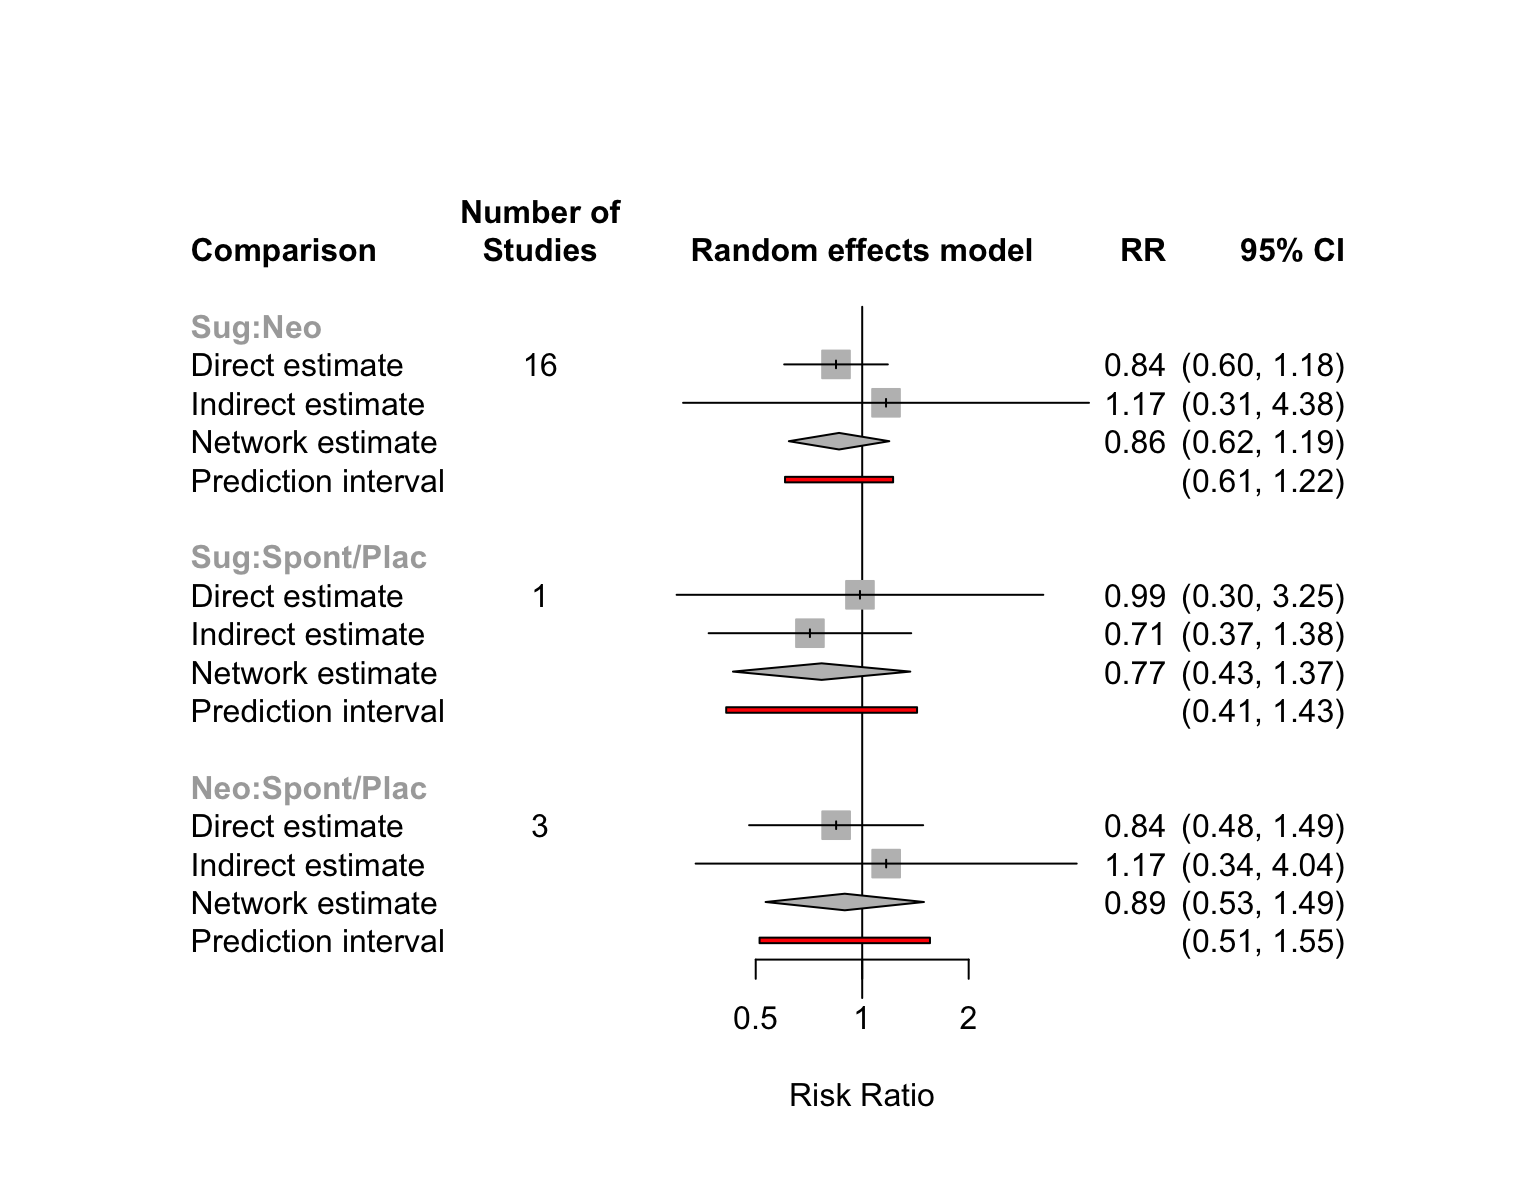 Number of
Comparison Studies Random effects model RR 95% CI
Sug:Neo
Direct estimate 16 0.84 (0.60, 1.18)
Indirect estimate 1.17 (0.31, 4.38)
Network estimate 0.86 (0.62, 1.19)
Prediction interval (0.61, 1.22)
Sug:Spont/Plac
Direct estimate 1 0.99 (0.30, 3.25)
Indirect estimate 0.71 (0.37, 1.38)
Network estimate 0.77 (0.43, 1.37)
Prediction interval (0.41, 1.43)
Neo:Spont/Plac
Direct estimate 3 0.84 (0.48, 1.49)
Indirect estimate 1.17 (0.34, 4.04)
Network estimate 0.89 (0.53, 1.49)
Prediction interval (0.51, 1.55)
0.5 1 2
Risk Ratio